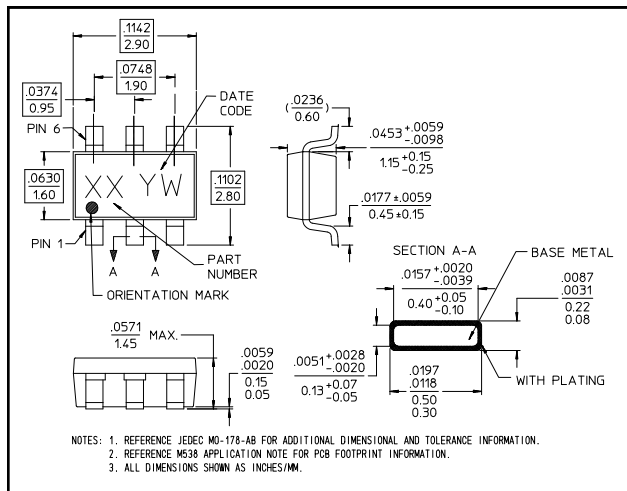 .1142
2.90
.0748
1.90
.0374
0.95
DATE
CODE
PIN 6
.0630
1.60
XX YW
.1102
2.80
PIN 1
A A
PART
NUMBER
ORIENTATION MARK
(.0236
0.60)
.0453 +.0059
-.0098
1.15 +0.15
-0.25
.0177 ±.0059
0.45 ±0.15
SECTION A-A
BASE METAL
.0157 +.0020
-.0039
0.40 +0.05
-0.10
.0087
.0031
0.22
0.08
.0051 +.0028
-.0020
0.13 +0.07
-0.05
.0197
.0118
0.50
0.30
WITH PLATING
.0571
1.45 MAX.
.0059
.0020
0.15
0.05
NOTES: 1. REFERENCE JEDEC MO-178-AB FOR ADDITIONAL DIMENSIONAL AND TOLERANCE INFORMATION.
2. REFERENCE M538 APPLICATION NOTE FOR PCB FOOTPRINT INFORMATION.
3. ALL DIMENSIONS SHOWN AS INCHES/MM.